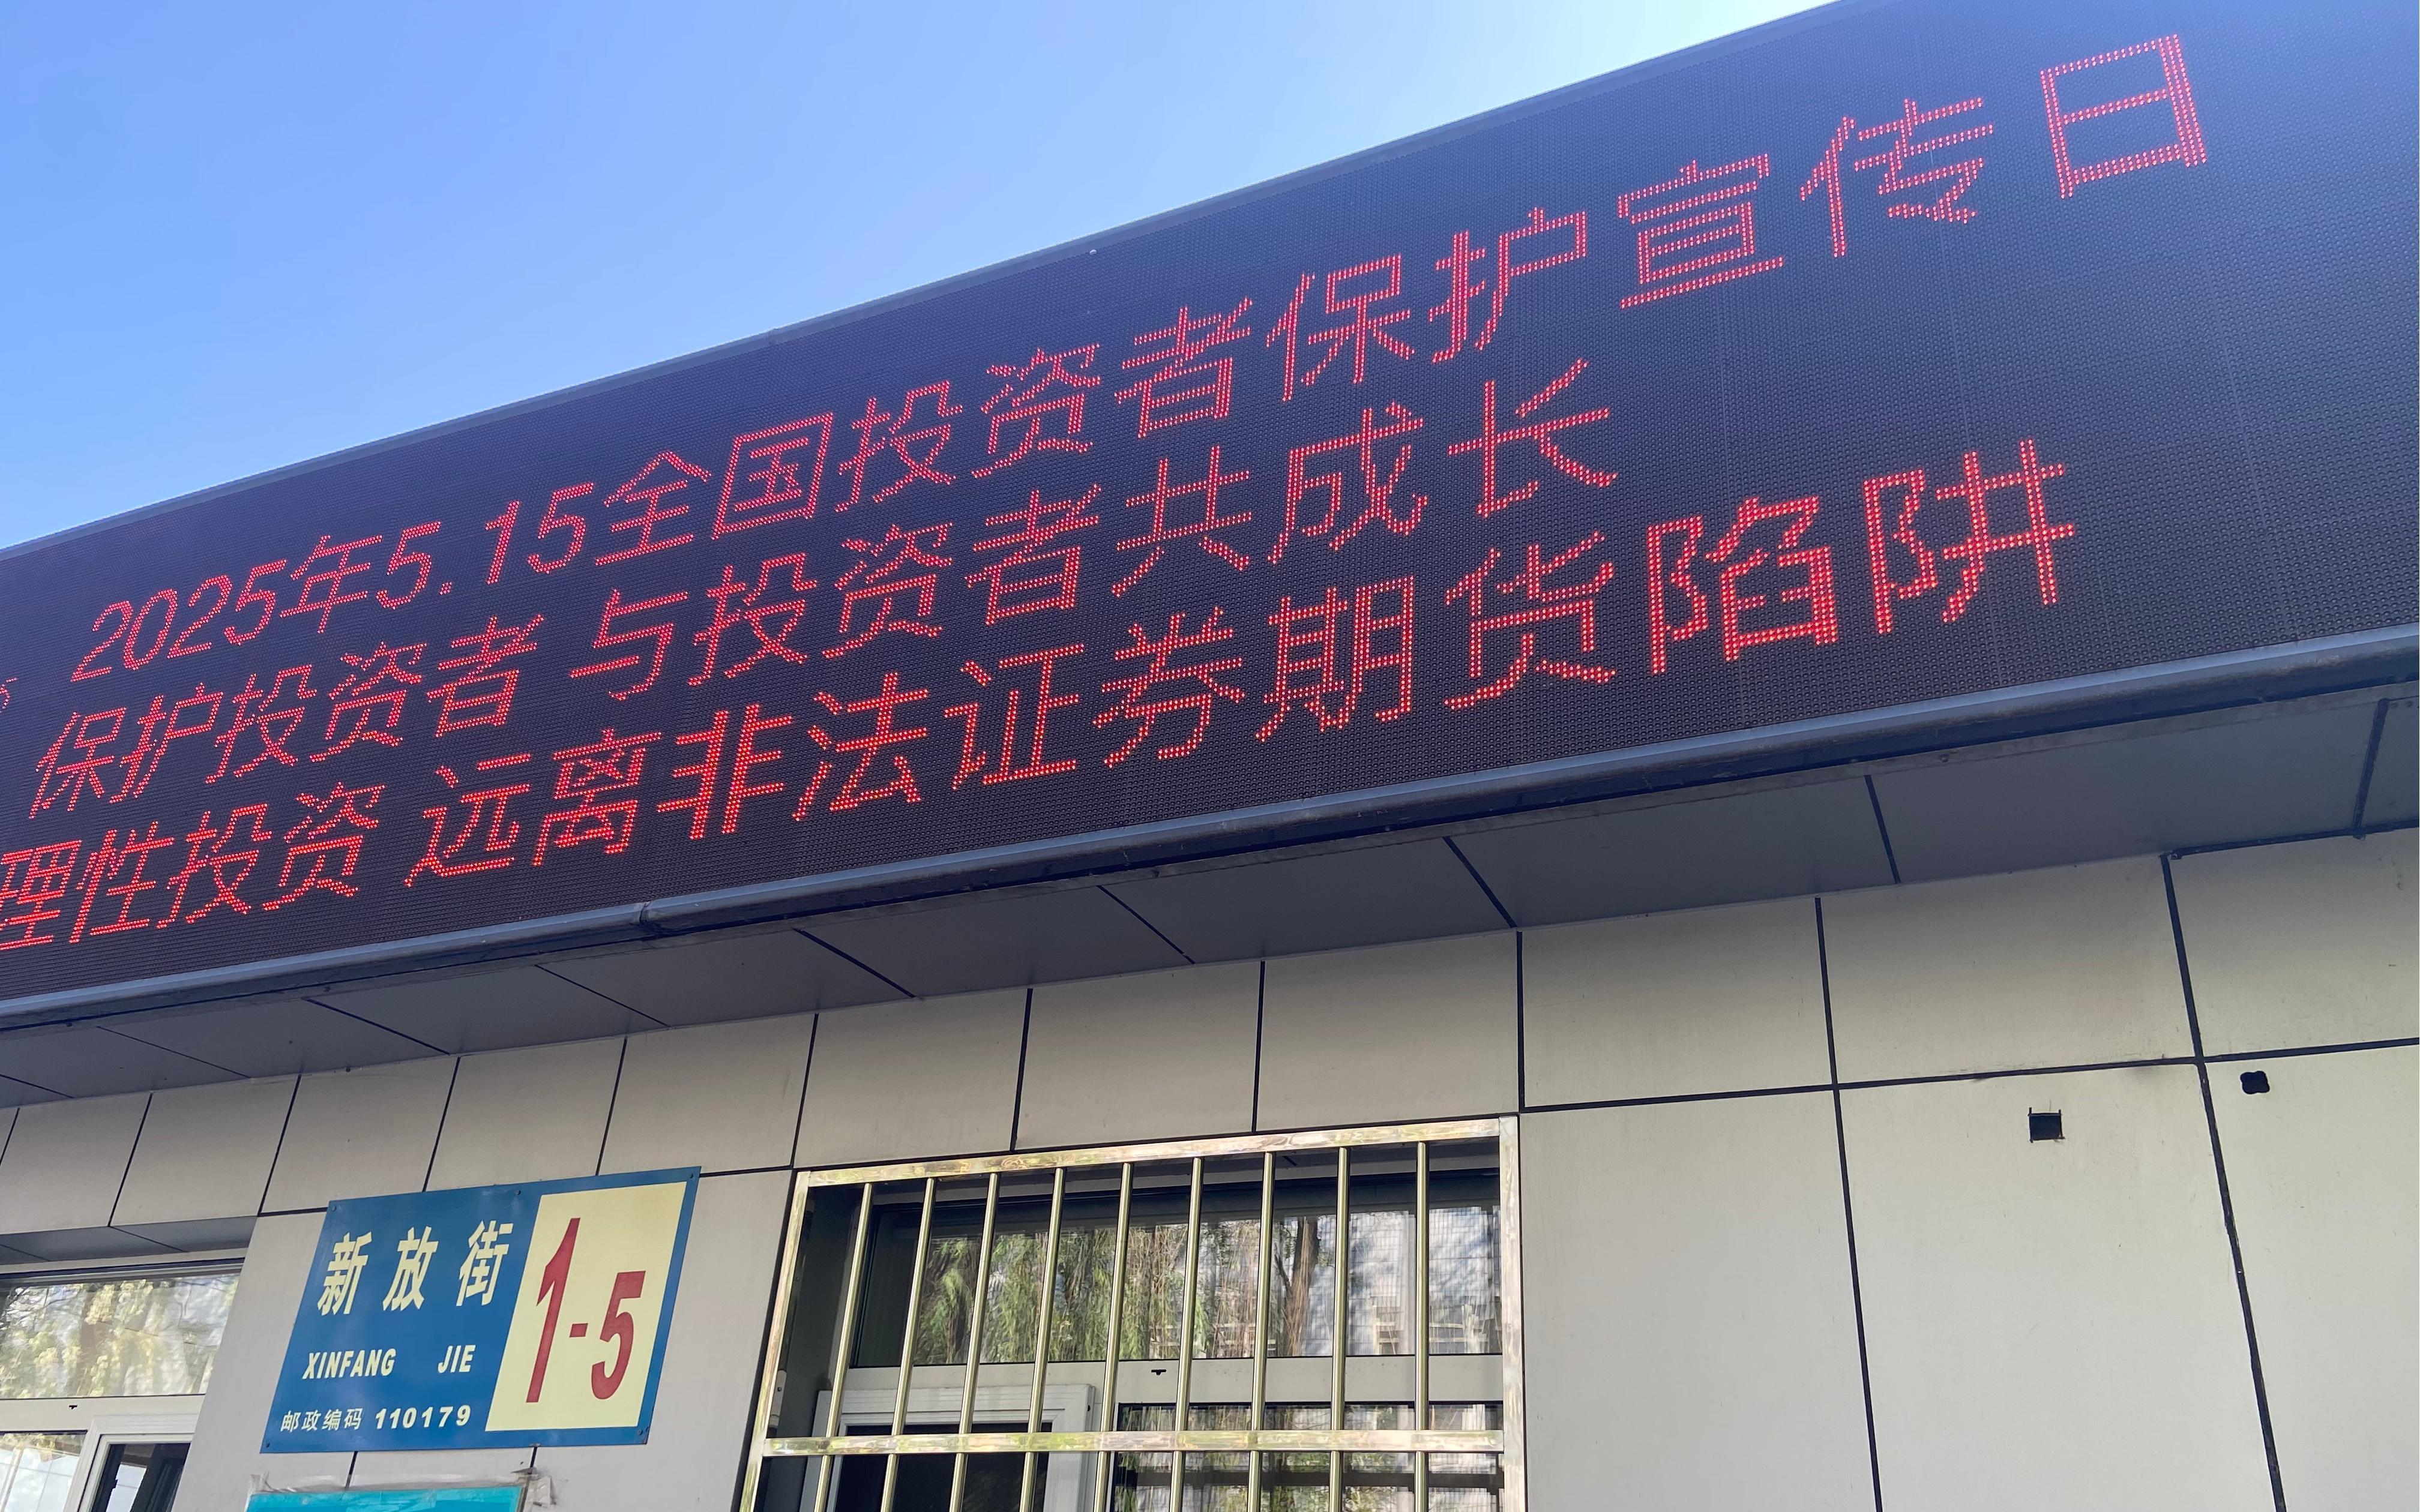 2025年5.15全国投资者保护宣传日
保护投资者 与投资者共成长
理性投资 远离非法证券期货陷阱
新放街
1-5
XINFANG JIE
邮政编码 110179